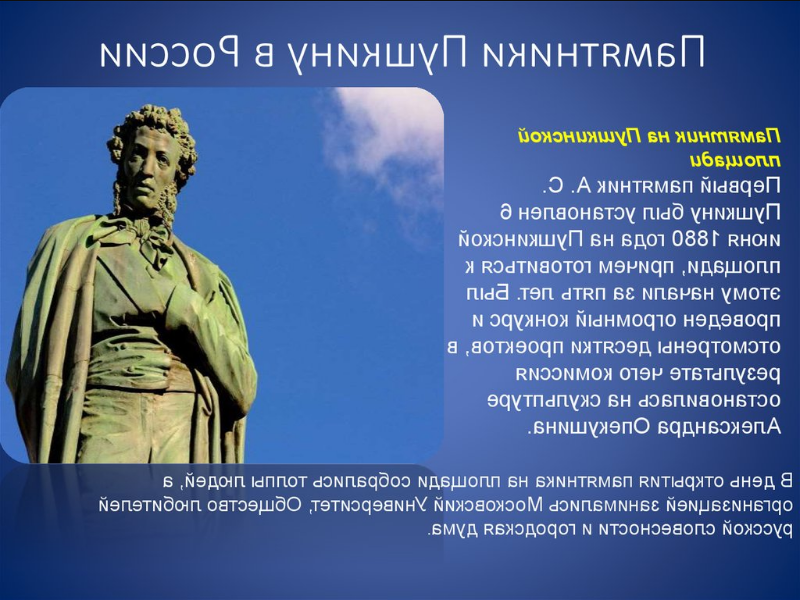 Памятники Пушкину в России
Памятник на Пушкинской
площади
Первый памятник А. С.
Пушкину был установлен 6
июня 1880 года на Пушкинской
площади, причем готовиться к
этому начали за пять лет. Был
проведен огромный конкурс и
отсмотрены десятки проектов, в
результате чего комиссия
остановилась на скульптуре
Александра Опекушина.
В день открытия памятника на площади собрались толпы людей, а
организацией занимались Московский Университет, Общество любителей
русской словесности и городская дума.